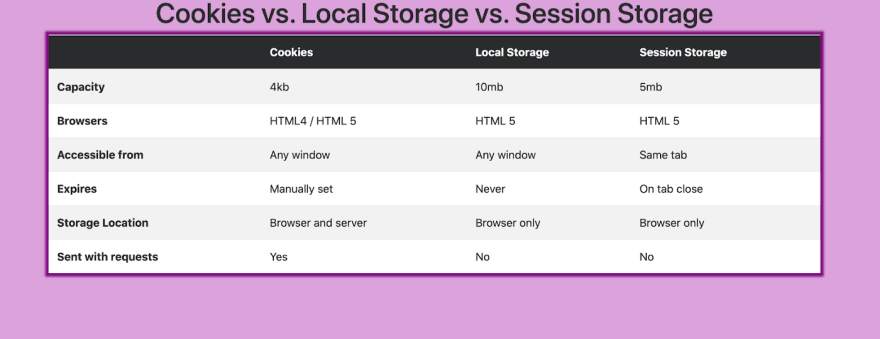 Cookies vs. Local Storage vs. Session Storage
Cookies Local Storage Session Storage
Capacity 4kb 10mb 5mb
Browsers HTML4 / HTML 5 HTML 5 HTML 5
Accessible from Any window Any window Same tab
Expires Manually set Never On tab close
Storage Location Browser and server Browser only Browser only
Sent with requests Yes No No